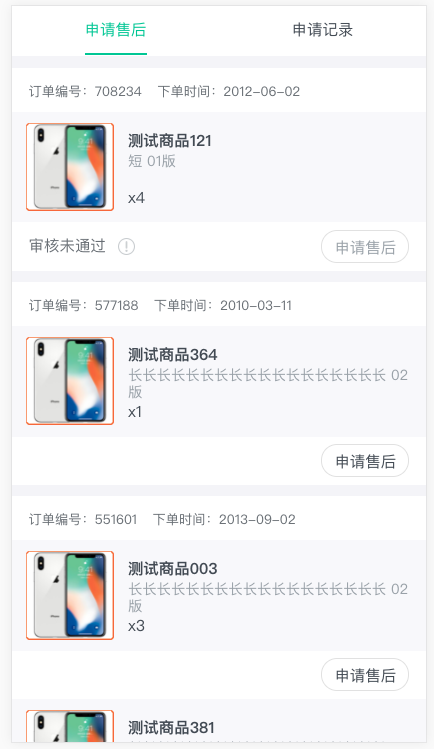 申请售后 申请记录
订单编号：708234 下单时间：2012-06-02
测试商品121
短 01版
x4
审核未通过 申请售后
订单编号：577188 下单时间：2010-03-11
测试商品364
长长长长长长长长长长长长长长长长长长 02
版
x1
申请售后
订单编号：551601 下单时间：2013-09-02
测试商品003
长长长长长长长长长长长长长长长长长长 02
版
x3
申请售后
测试商品381